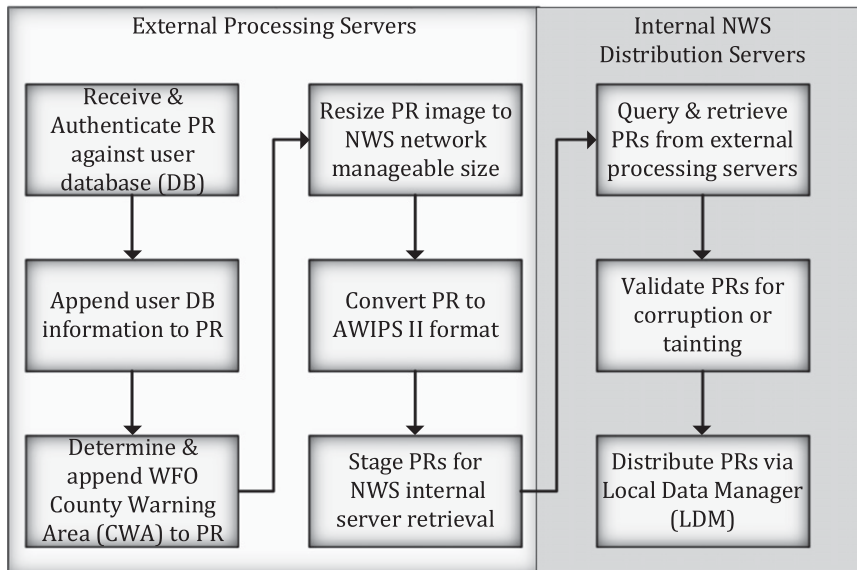 External Processing Servers
Receive &
Authenticate PR
against user
database (DB)
Append user DB
information to PR
Determine &
append WFO
County Warning
Area (CWA) to PR
Resize PR image to
NWS network
manageable size
Convert PR to
AWIPS II format
Stage PRs for
NWS internal
server retrieval
Internal NWS
Distribution Servers
Query & retrieve
PRs from external
processing servers
Validate PRs for
corruption or
tainting
Distribute PRs via
Local Data Manager
(LDM)